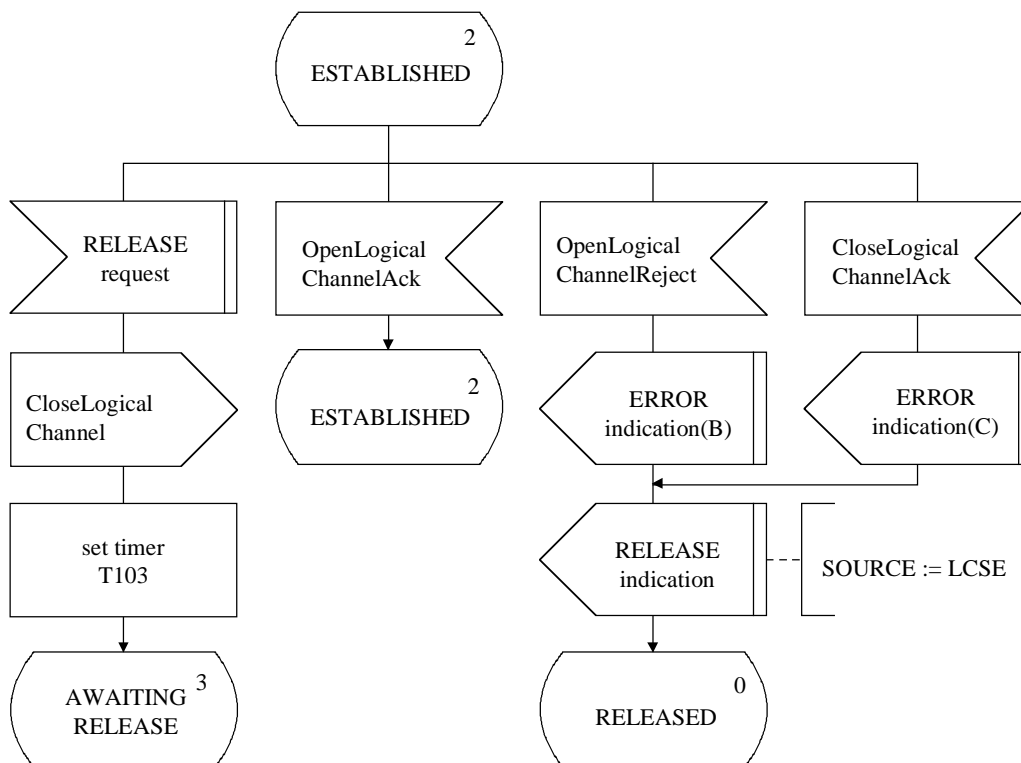 2
ESTABLISHED
RELEASE
request
OpenLogical
ChannelAck
OpenLogical
ChannelReject
CloseLogical
ChannelAck
CloseLogical
Channel
2
ESTABLISHED
ERROR
indication(B)
ERROR
indication(C)
set timer
T103
RELEASE
indication
SOURCE := LCSE
3
AWAITING
RELEASE
0
RELEASED